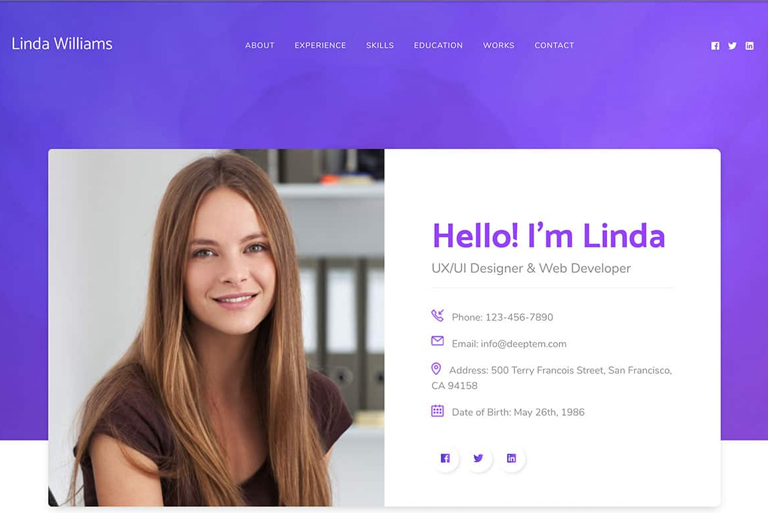 Linda Williams
ABOUT EXPERIENCE SKILLS EDUCATION WORKS CONTACT
Hello! I’m Linda
UX/UI Designer & Web Developer
Phone: 123-456-7890
Email: info@deeptem.com
Address: 500 Terry Francois Street, San Francisco,
CA 94158
Date of Birth: May 26th, 1986